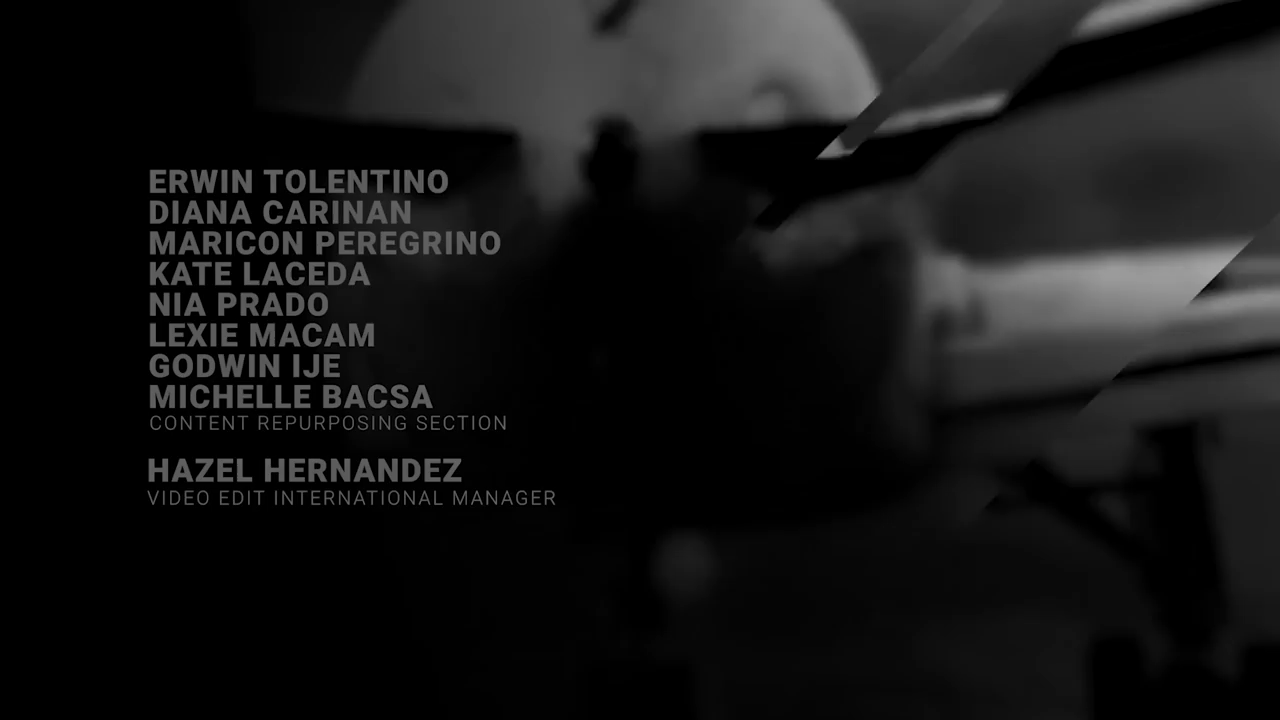 ERWIN TOLENTINO
DIANA CARINAN
MARICON PEREGRINO
KATE LACEDA
NIA PRADO
LEXIE MACAM
GODWIN IJE
MICHELLE BACSA
CONTENT REPURPOSING SECTION
HAZEL HERNANDEZ
VIDEO EDIT INTERNATIONAL MANAGER